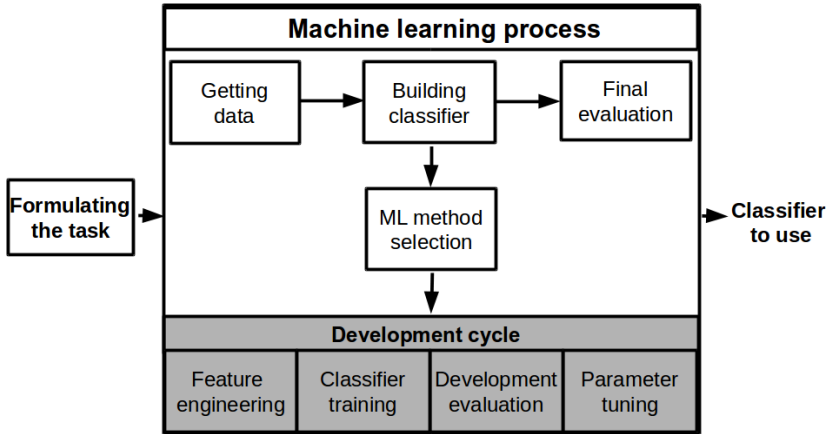 Machine learning process
Getting
data
Building
classifier
Final
evaluation
Formulating
the task
ML method
selection
Classifier
to use
Development cycle
Feature
engineering
Classifier
training
Development
evaluation
Parameter
tuning